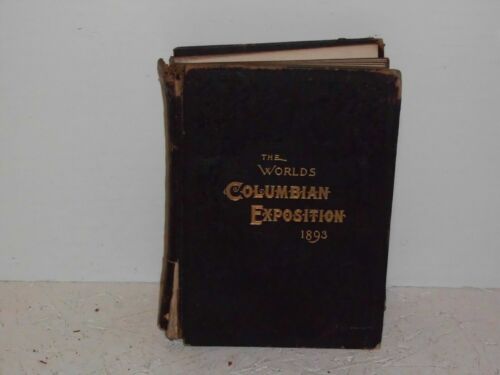 THE
WORLDS
COLUMBIAN
EXPOSITION
1893